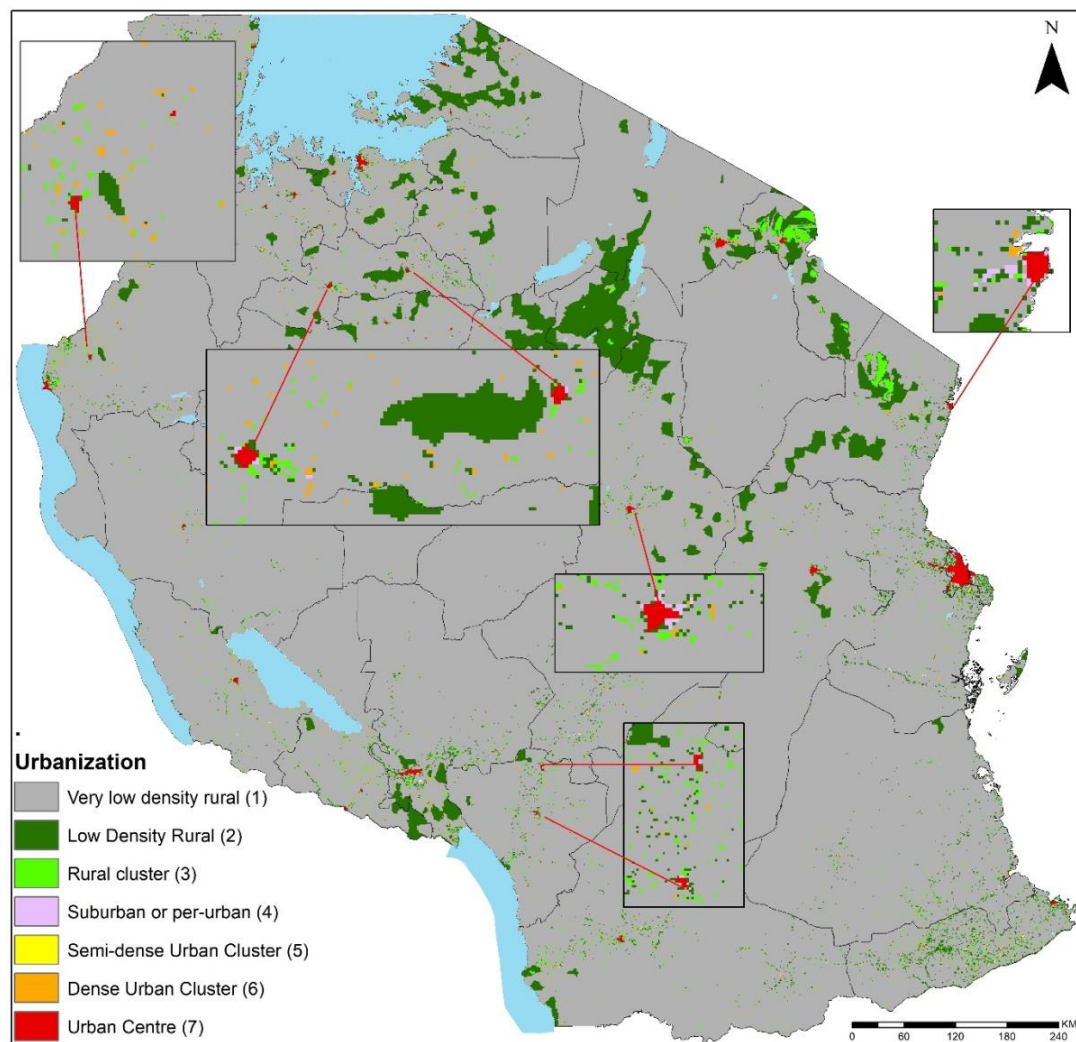 N
Urbanization
Very low density rural (1)
Low Density Rural (2)
Rural cluster (3)
Suburban or per-urban (4)
Semi-dense Urban Cluster (5)
Dense Urban Cluster (6)
Urban Centre (7)
KM
0 30 60 120 180 240